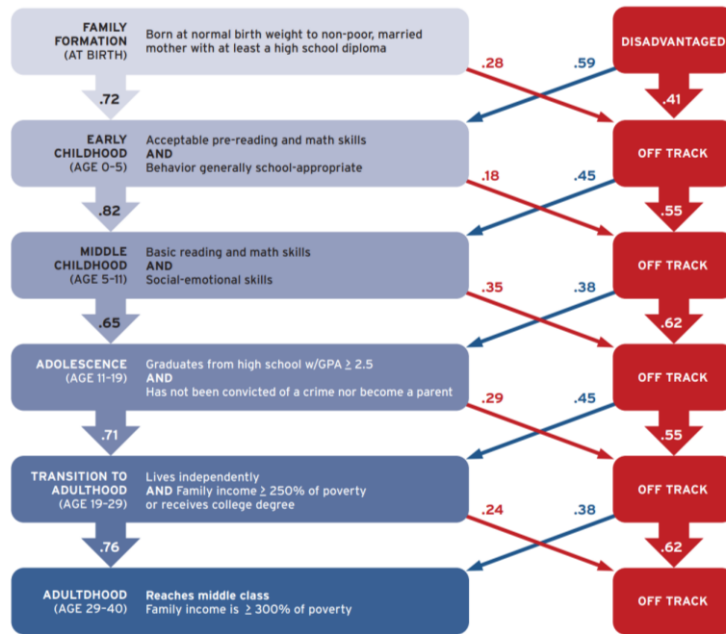 FAMILY
FORMATION
(AT BIRTH)
Born at normal birth weight to non-poor, married
mother with at least a high school diploma
DISADVANTAGED
.72
.28
.59
.41
EARLY
CHILDHOOD
(AGE 0–5)
Acceptable pre-reading and math skills
AND
Behavior generally school-appropriate
OFF TRACK
.82
.18
.45
.55
MIDDLE
CHILDHOOD
(AGE 5–11)
Basic reading and math skills
AND
Social-emotional skills
OFF TRACK
.65
.35
.38
.62
ADOLESCENCE
(AGE 11–19)
Graduates from high school w/GPA ≥ 2.5
AND
Has not been convicted of a crime nor become a parent
OFF TRACK
.71
.29
.45
.55
TRANSITION TO
ADULTHOOD
(AGE 19–29)
Lives independently
AND Family income ≥ 250% of poverty
or receives college degree
OFF TRACK
.76
.24
.38
.62
ADULTDHOOD
(AGE 29–40)
Reaches middle class
Family income is ≥ 300% of poverty
OFF TRACK